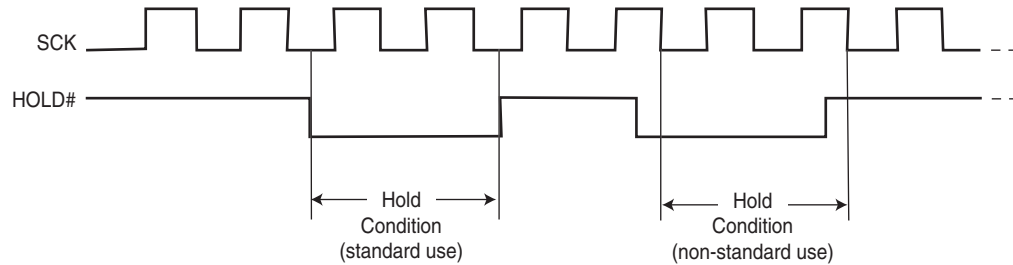 SCK
HOLD#
Hold
Condition
(standard use)
Hold
Condition
(non-standard use)